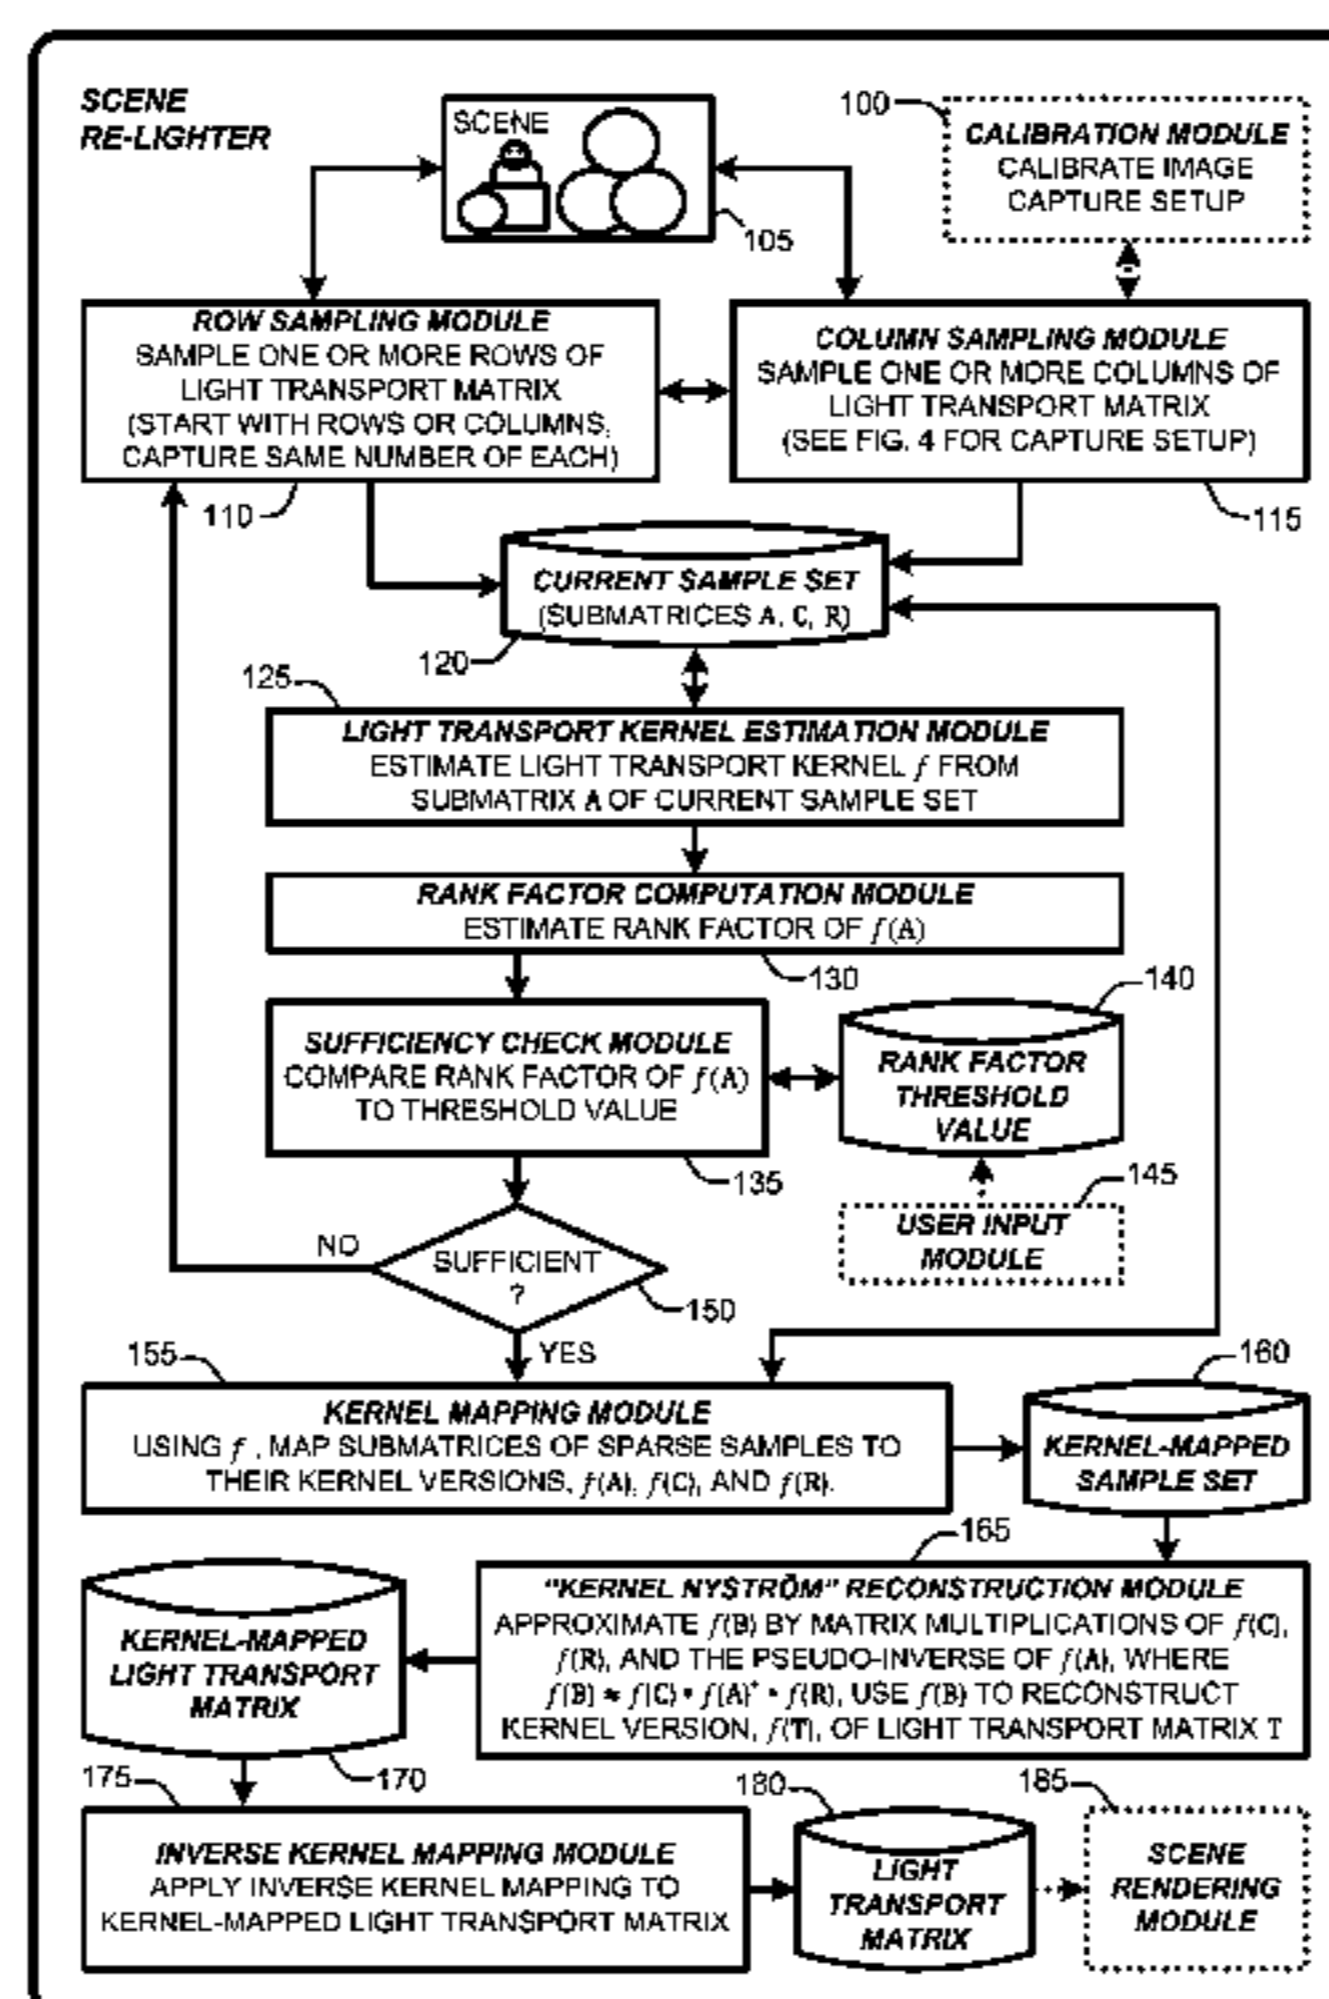 SCENE
RE-LIGHTER
SCENE
105
100
CALIBRATION MODULE
CALIBRATE IMAGE
CAPTURE SETUP
ROW SAMPLING MODULE
SAMPLE ONE OR MORE ROWS OF
LIGHT TRANSPORT MATRIX
(START WITH ROWS OR COLUMNS,
CAPTURE SAME NUMBER OF EACH)
110
COLUMN SAMPLING MODULE
SAMPLE ONE OR MORE COLUMNS OF
LIGHT TRANSPORT MATRIX
(SEE FIG. 4 FOR CAPTURE SETUP)
115
CURRENT SAMPLE SET
(SUBMATRICES A, C, R)
120
125
LIGHT TRANSPORT KERNEL ESTIMATION MODULE
ESTIMATE LIGHT TRANSPORT KERNEL f FROM
SUBMATRIX A OF CURRENT SAMPLE SET
RANK FACTOR COMPUTATION MODULE
ESTIMATE RANK FACTOR OF f(A)
130
SUFFICIENCY CHECK MODULE
COMPARE RANK FACTOR OF f(A)
TO THRESHOLD VALUE
135
140
RANK FACTOR
THRESHOLD
VALUE
145
USER INPUT
MODULE
NO
SUFFICIENT
?
150
YES
155
KERNEL MAPPING MODULE
USING f , MAP SUBMATRICES OF SPARSE SAMPLES TO
THEIR KERNEL VERSIONS, f(A), f(C), AND f(R).
160
KERNEL-MAPPED
SAMPLE SET
165
“KERNEL NYSTRÖM” RECONSTRUCTION MODULE
APPROXIMATE f(B) BY MATRIX MULTIPLICATIONS OF f(C),
f(R), AND THE PSEUDO-INVERSE OF f(A), WHERE
f(B) ≈ f(C) • f(A)⁺ • f(R), USE f(B) TO RECONSTRUCT
KERNEL VERSION, f(T), OF LIGHT TRANSPORT MATRIX T
KERNEL-MAPPED
LIGHT TRANSPORT
MATRIX
170
175
INVERSE KERNEL MAPPING MODULE
APPLY INVERSE KERNEL MAPPING TO
KERNEL-MAPPED LIGHT TRANSPORT MATRIX
180
LIGHT
TRANSPORT
MATRIX
185
SCENE
RENDERING
MODULE